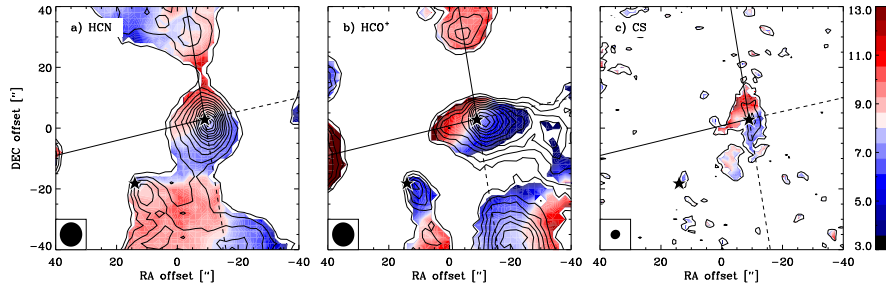 a) HCN
b) HCO⁺
c) CS
40
20
0
-20
-40
DEC offset ["]
40 20 0 -20 -40
RA offset ["]
40 20 0 -20 -40
RA offset ["]
40 20 0 -20 -40
RA offset ["]
13.0
11.0
9.0
7.0
5.0
3.0